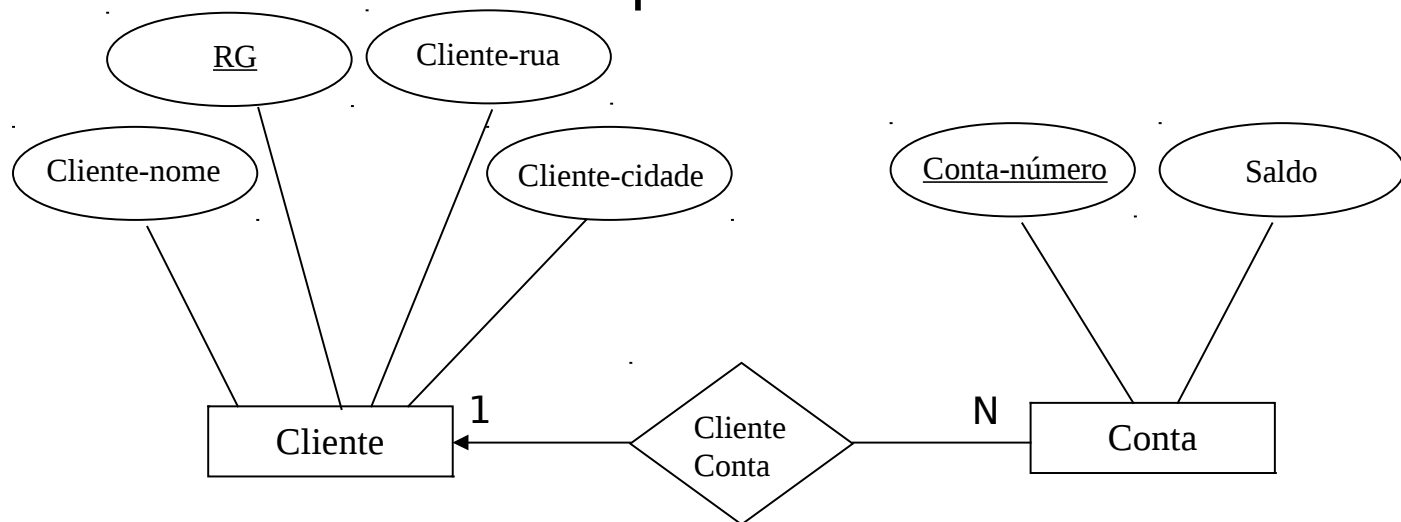 RG
Cliente-rua
Cliente-nome
Cliente-cidade
Conta-número
Saldo
Cliente
1
Cliente
Conta
N
Conta